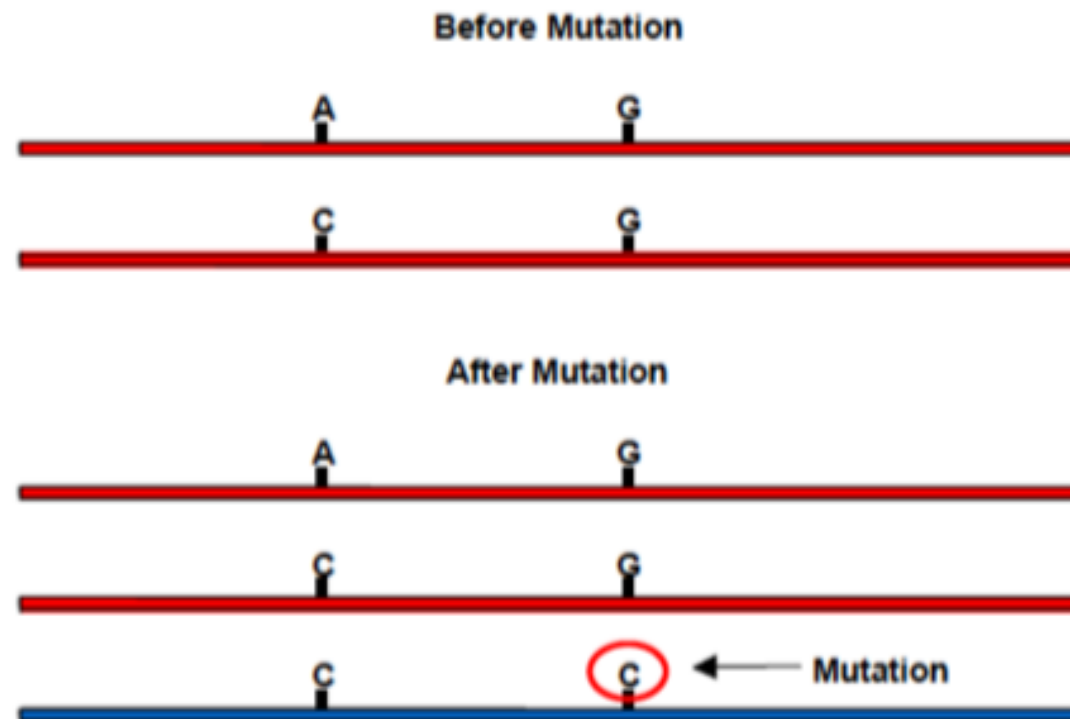 Before Mutation
A G
C G
After Mutation
A G
C G
C C Mutation